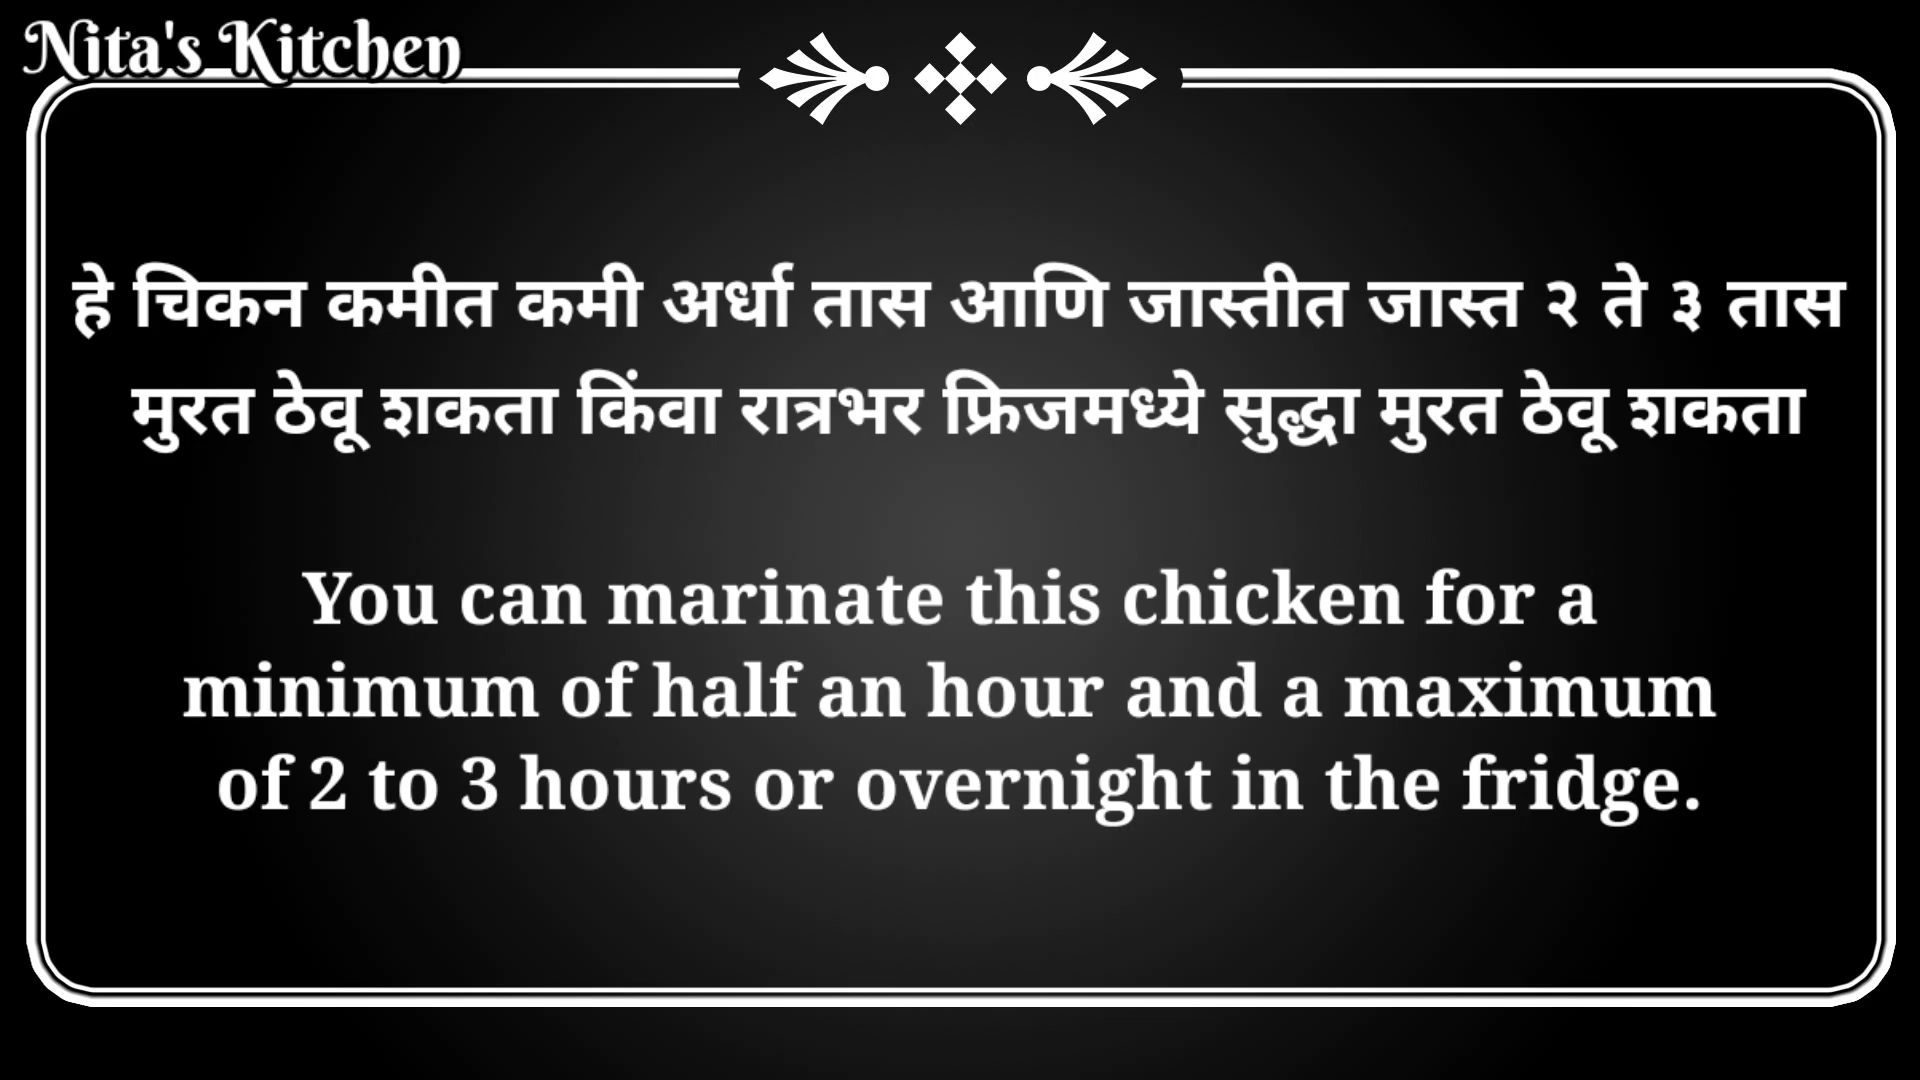 Nita's Kitchen
हे चिकन कमीत कमी अर्धा तास आणि जास्तीत जास्त २ ते ३ तास
मुरत ठेवू शकता किंवा रात्रभर फ्रिजमध्ये सुद्धा मुरत ठेवू शकता
You can marinate this chicken for a
minimum of half an hour and a maximum
of 2 to 3 hours or overnight in the fridge.